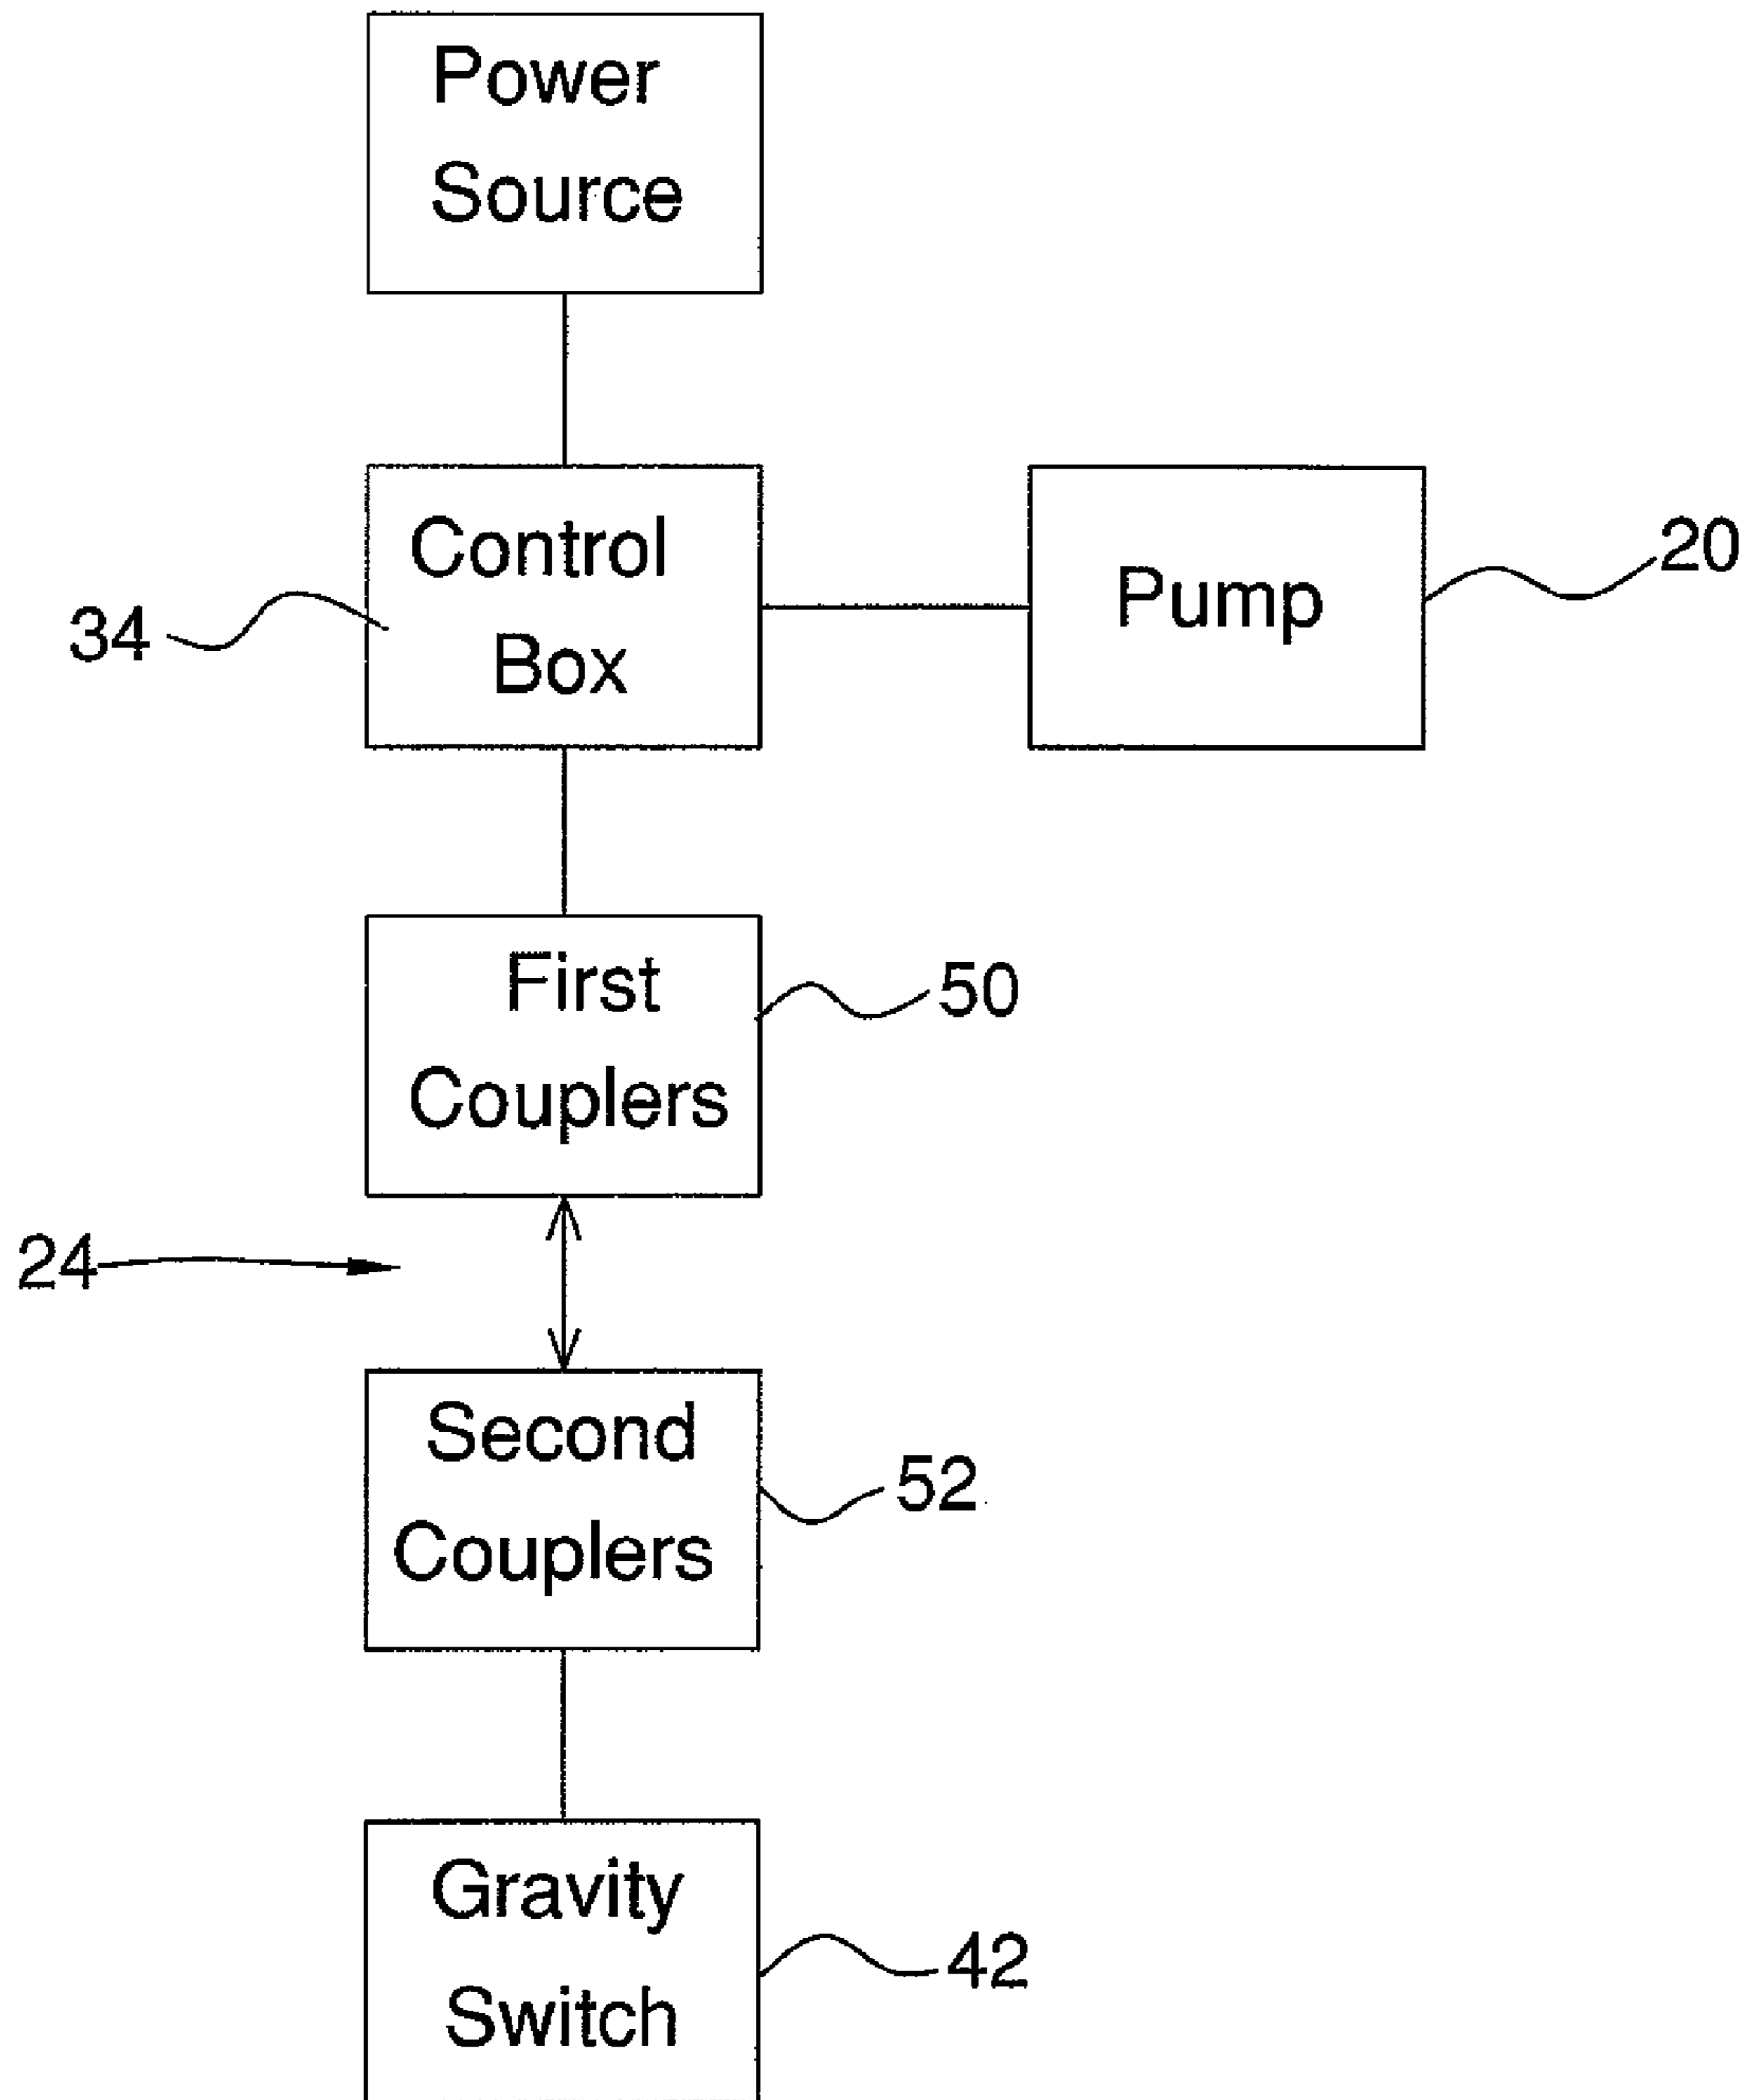 Power
Source
Control
Box
34
Pump
20
First
Couplers
50
24
Second
Couplers
52
Gravity
Switch
42